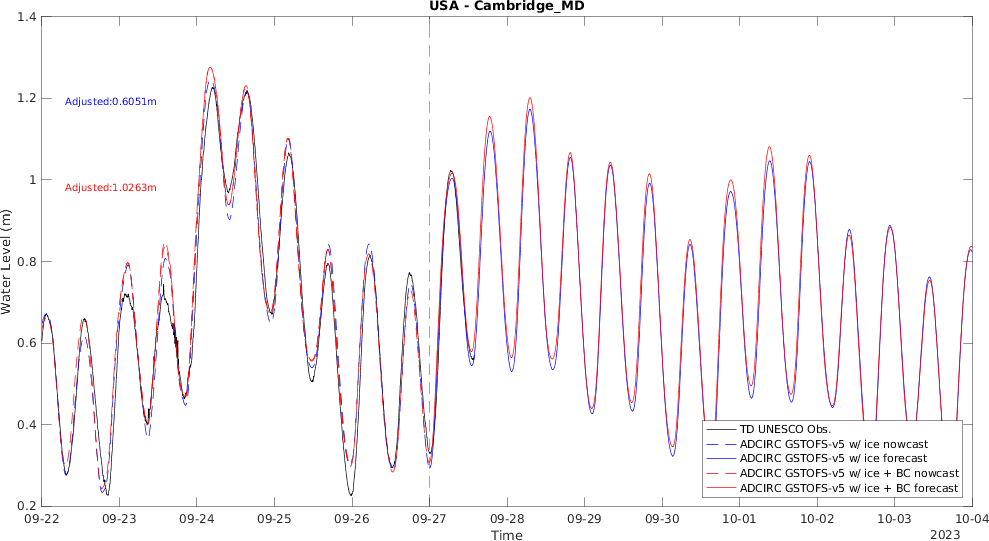 USA - Cambridge_MD
1.4
1.2
1
0.8
0.6
0.4
0.2
Water Level (m)
Adjusted:0.6051m
Adjusted:1.0263m
TD UNESCO Obs.
ADCIRC GSTOFS-v5 w/ ice nowcast
ADCIRC GSTOFS-v5 w/ ice forecast
ADCIRC GSTOFS-v5 w/ ice + BC nowcast
ADCIRC GSTOFS-v5 w/ ice + BC forecast
09-22 09-23 09-24 09-25 09-26 09-27 09-28 09-29 09-30 10-01 10-02 10-03 10-04
Time
2023